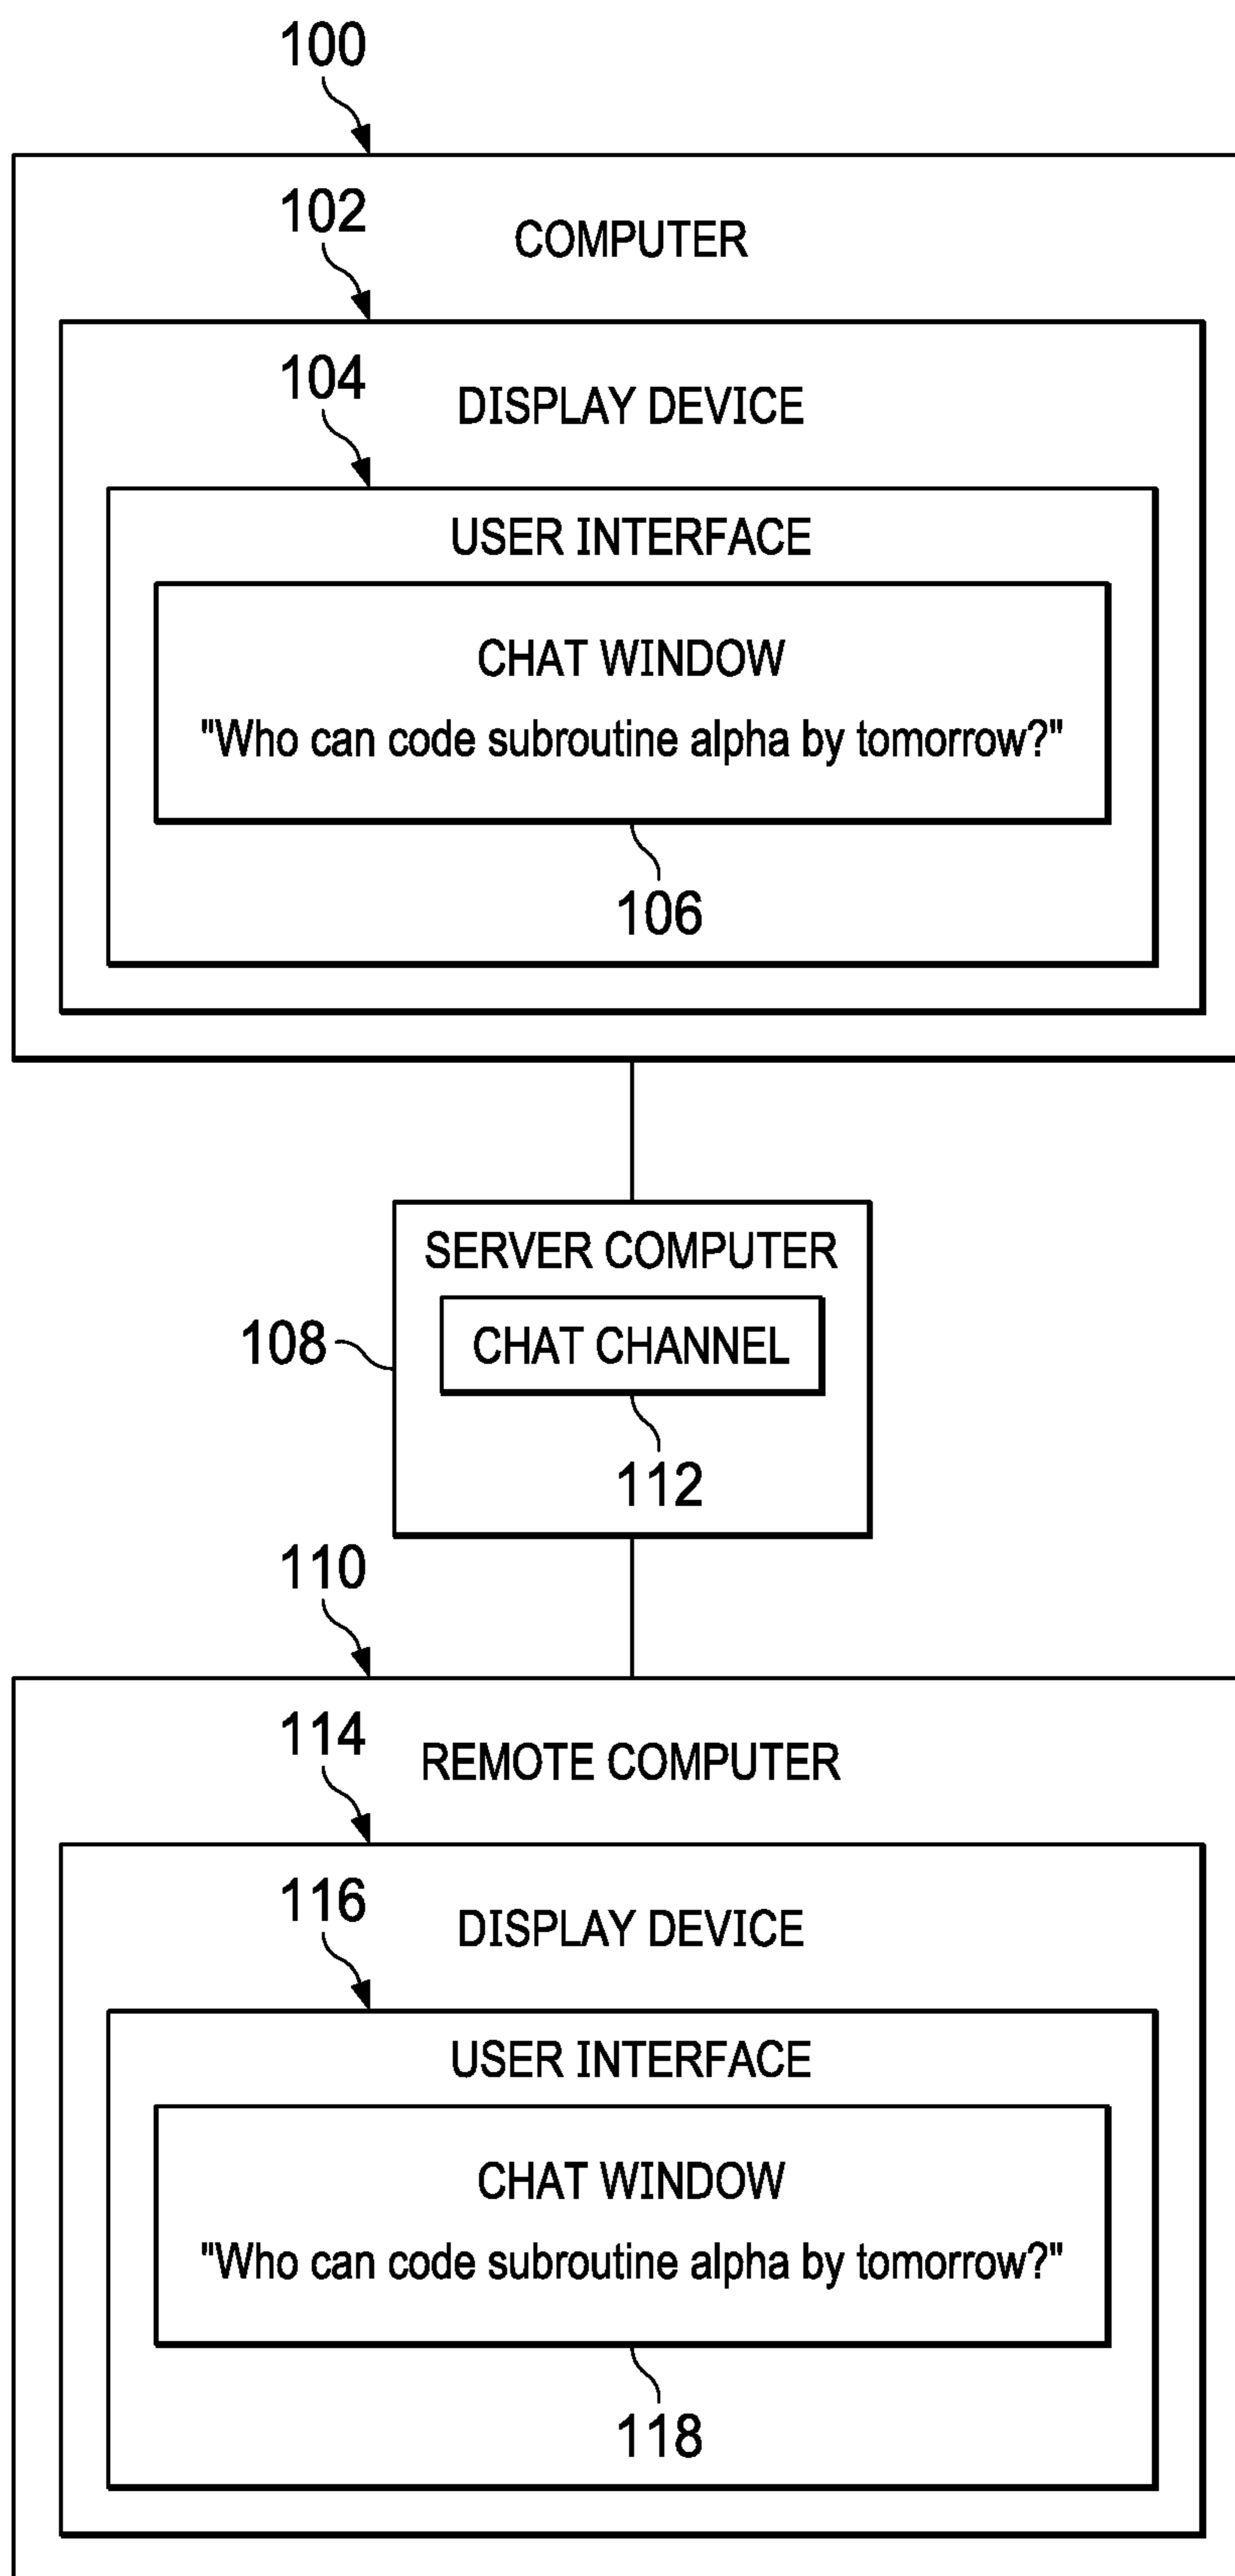 100
102
COMPUTER
104
DISPLAY DEVICE
USER INTERFACE
CHAT WINDOW
"Who can code subroutine alpha by tomorrow?"
106
SERVER COMPUTER
108
CHAT CHANNEL
112
110
114
REMOTE COMPUTER
116
DISPLAY DEVICE
USER INTERFACE
CHAT WINDOW
"Who can code subroutine alpha by tomorrow?"
118